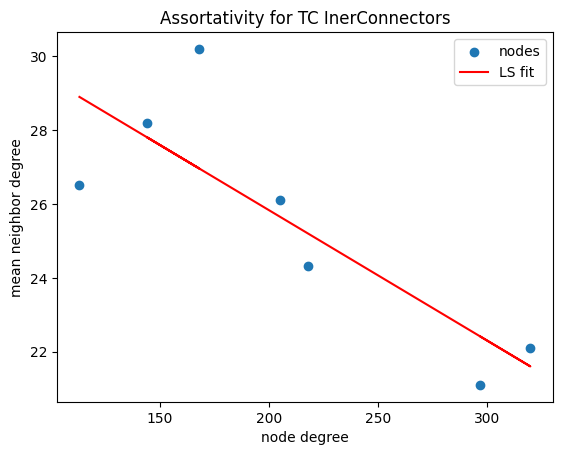 Assortativity for TC InerConnectors
nodes
LS fit
mean neighbor degree
30
28
26
24
22
150
200
250
300
node degree